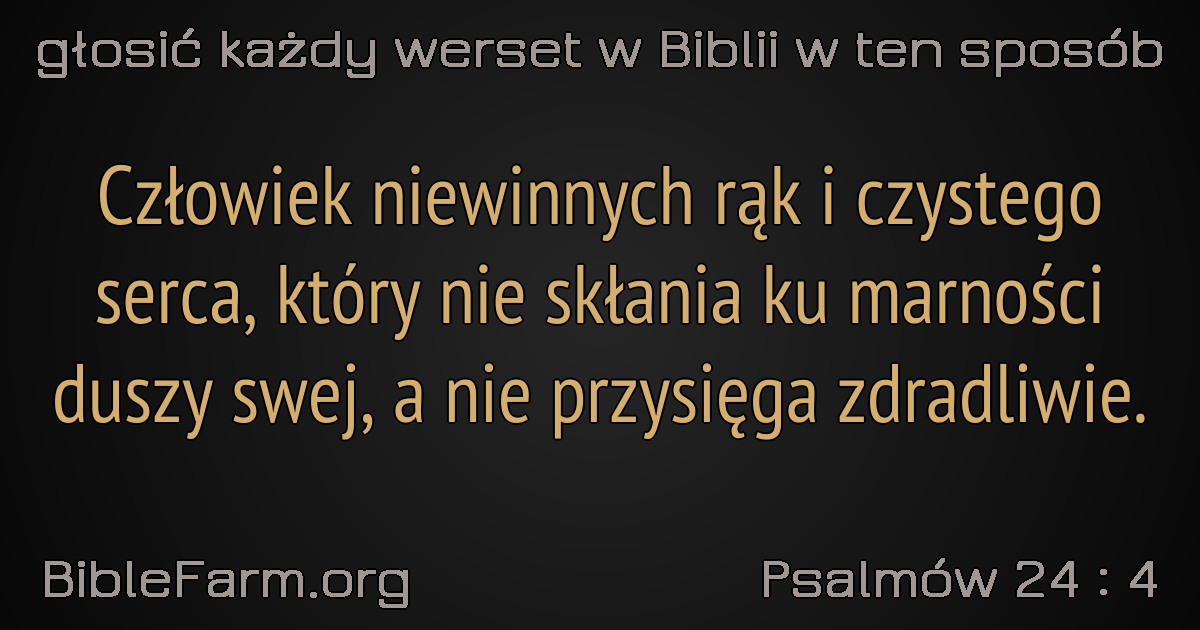 głosić każdy werset w Biblii w ten sposób
Człowiek niewinnych rąk i czystego
serca, który nie skłania ku marności
duszy swej, a nie przysięga zdradliwie.
BibleFarm.org
Psalmów 24 : 4